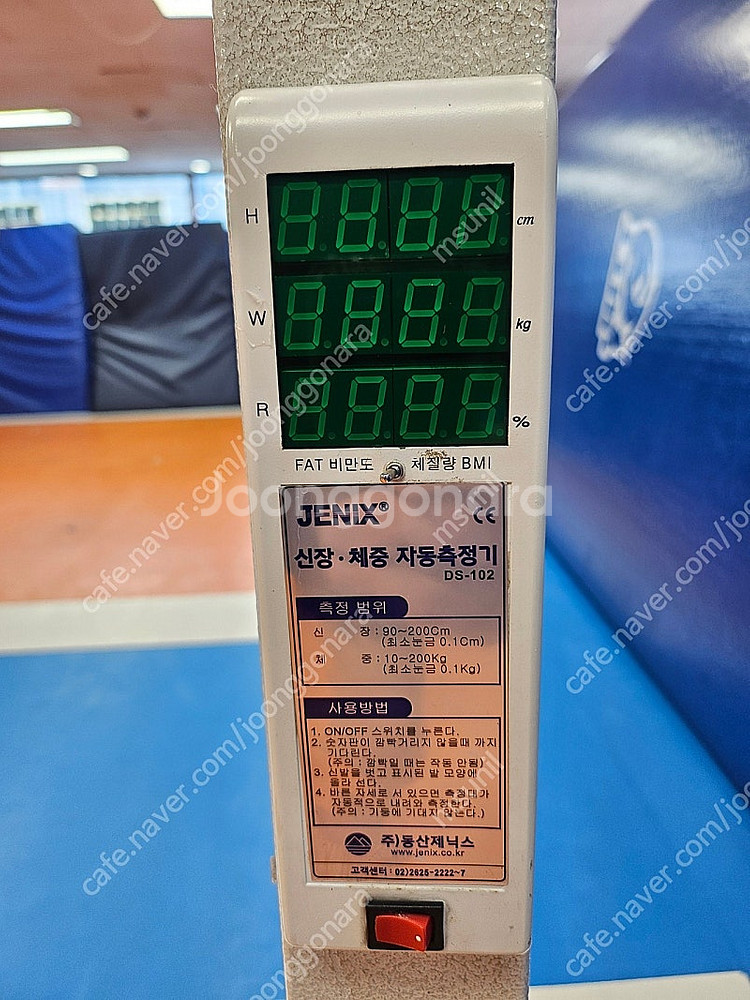 H cm
W kg
R %
FAT 비만도 체질량 BMI
JENIX® CE
신장·체중 자동측정기
DS-102
측정 범위
신 장 : 90~200Cm
(최소눈금 0.1Cm)
체 중 : 10~200Kg
(최소눈금 0.1Kg)
사용방법
1. ON/OFF 스위치를 누른다.
2. 숫자판이 깜빡거리지 않을때 까지
기다린다.
(주의 : 깜빡일 때는 작동 안됨)
3. 신발을 벗고 표시된 발 모양에
올라 선다.
4. 바른 자세로 서 있으면 측정대가
자동적으로 내려와 측정한다.
(주의 : 기둥에 기대지 않는다.)
주)동산제닉스
www.jenix.co.kr
고객센터 : 02)2625-2222~7
Joonggonara
cafe.naver.com/joonggonara
msunil